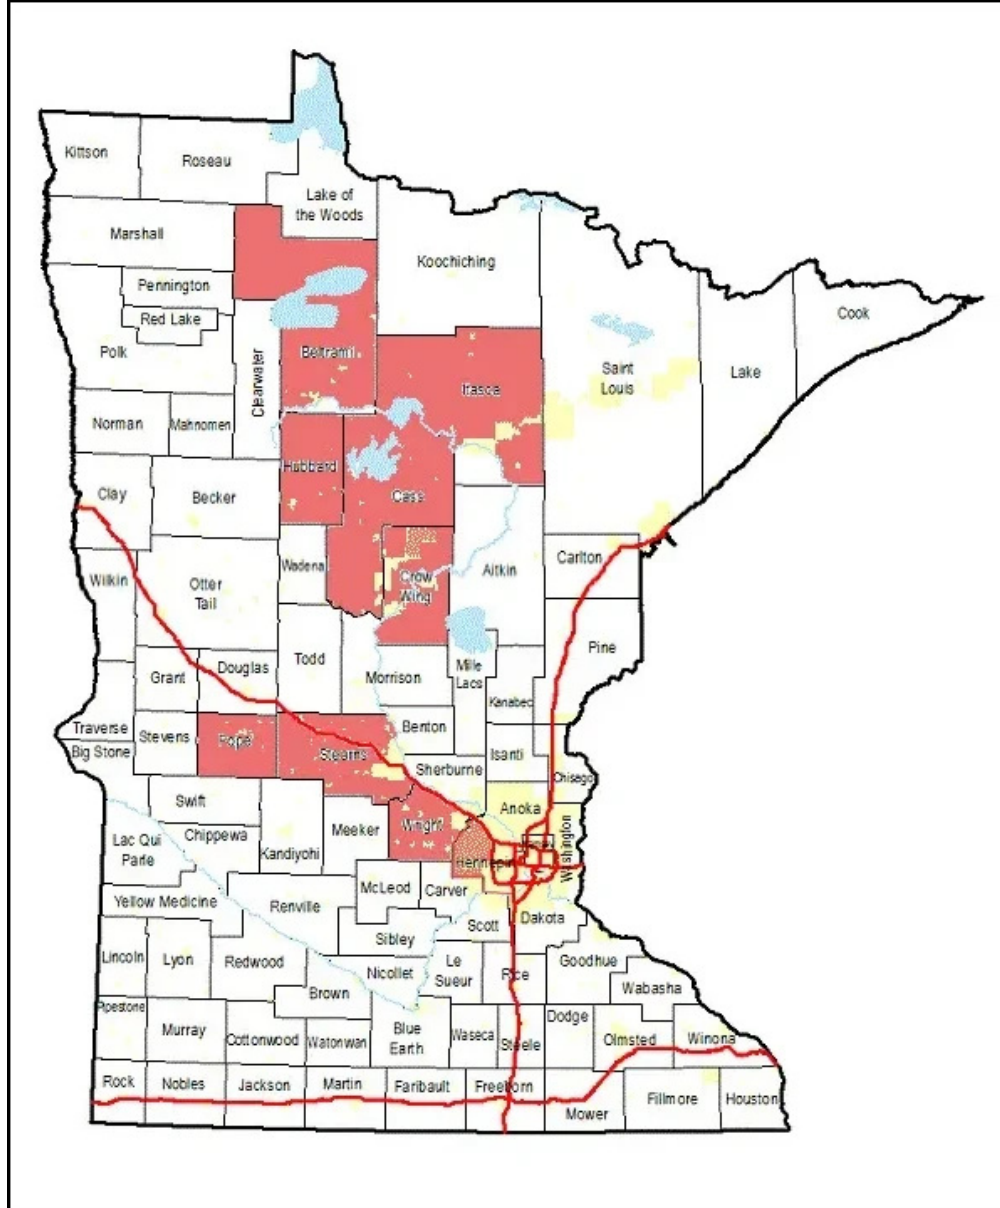 Kittson
Roseau
Lake of
the Woods
Marshall
Koochiching
Pennington
Red Lake
Polk
Cook
Beltrami
Clearwater
Itasca
Saint
Louis
Lake
Norman
Mahnomen
Hubbard
Cass
Clay
Becker
Wadena
Crow
Wing
Aitkin
Carlton
Wilkin
Otter
Tail
Pine
Grant
Douglas
Todd
Morrison
Mille
Lacs
Kanabec
Traverse
Stevens
Pope
Stearns
Benton
Big Stone
Sherburne
Isanti
Chisago
Swift
Anoka
Lac Qui
Parle
Chippewa
Kandiyohi
Meeker
Wright
Hennepin
Washington
Yellow Medicine
Renville
McLeod
Carver
Scott
Dakota
Sibley
Lincoln
Lyon
Redwood
Nicollet
Le
Sueur
Rice
Goodhue
Wabasha
Brown
Pipestone
Murray
Cottonwood
Watonwan
Blue
Earth
Waseca
Steele
Dodge
Olmsted
Winona
Rock
Nobles
Jackson
Martin
Faribault
Freeborn
Mower
Fillmore
Houston